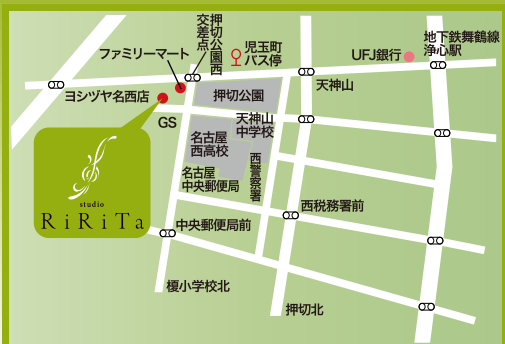 押切公園西
交差点
児玉町
バス停
ファミリーマート
UFJ銀行
地下鉄舞鶴線
浄心駅
ヨシヅヤ名西店
押切公園
天神山
GS
天神山
中学校
名古屋
西高校
西警察署
名古屋
中央郵便局
studio
RiRiTa
西税務署前
中央郵便局前
榎小学校北
押切北